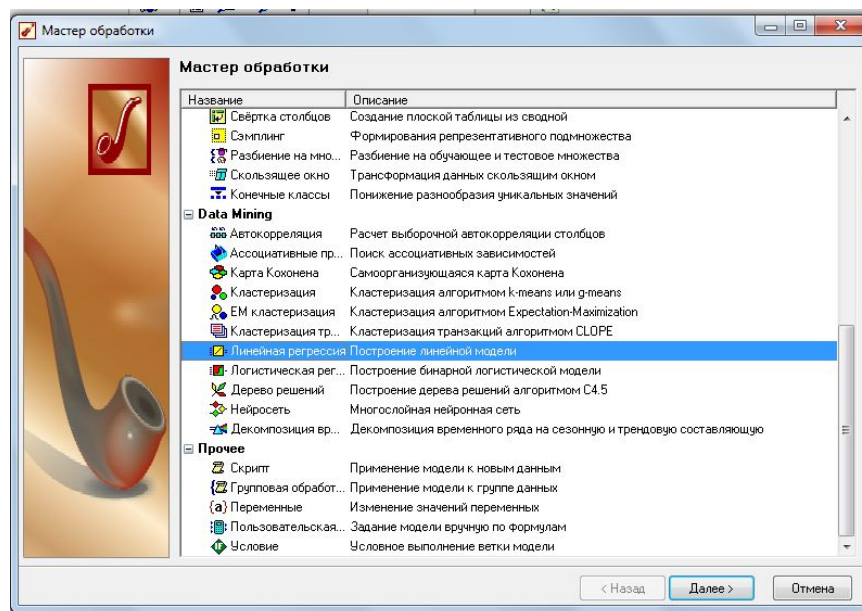 Мастер обработки
Мастер обработки
Название Описание
Свёртка столбцов Создание плоской таблицы из сводной
Сэмплинг Формирования репрезентативного подмножества
Разбиение на мно... Разбиение на обучающее и тестовое множества
Скользящее окно Трансформация данных скользящим окном
Конечные классы Понижение разнообразия уникальных значений
Data Mining
Автокорреляция Расчет выборочной автокорреляции столбцов
Ассоциативные пр... Поиск ассоциативных зависимостей
Карта Кохонена Самоорганизующаяся карта Кохонена
Кластеризация Кластеризация алгоритмом k-means или g-means
EM кластеризация Кластеризация алгоритмом Expectation-Maximization
Кластеризация тр... Кластеризация транзакций алгоритмом CLOPE
Линейная регрессия Построение линейной модели
Логистическая рег... Построение бинарной логистической модели
Дерево решений Построение дерева решений алгоритмом C4.5
Нейросеть Многослойная нейронная сеть
Декомпозиция вр... Декомпозиция временного ряда на сезонную и трендовую составляющую
Прочее
Скрипт Применение модели к новым данным
Групповая обработ... Применение модели к группе данных
{a} Переменные Изменение значений переменных
Пользовательская... Задание модели вручную по формулам
Условие Условное выполнение ветки модели
< Назад Далее > Отмена